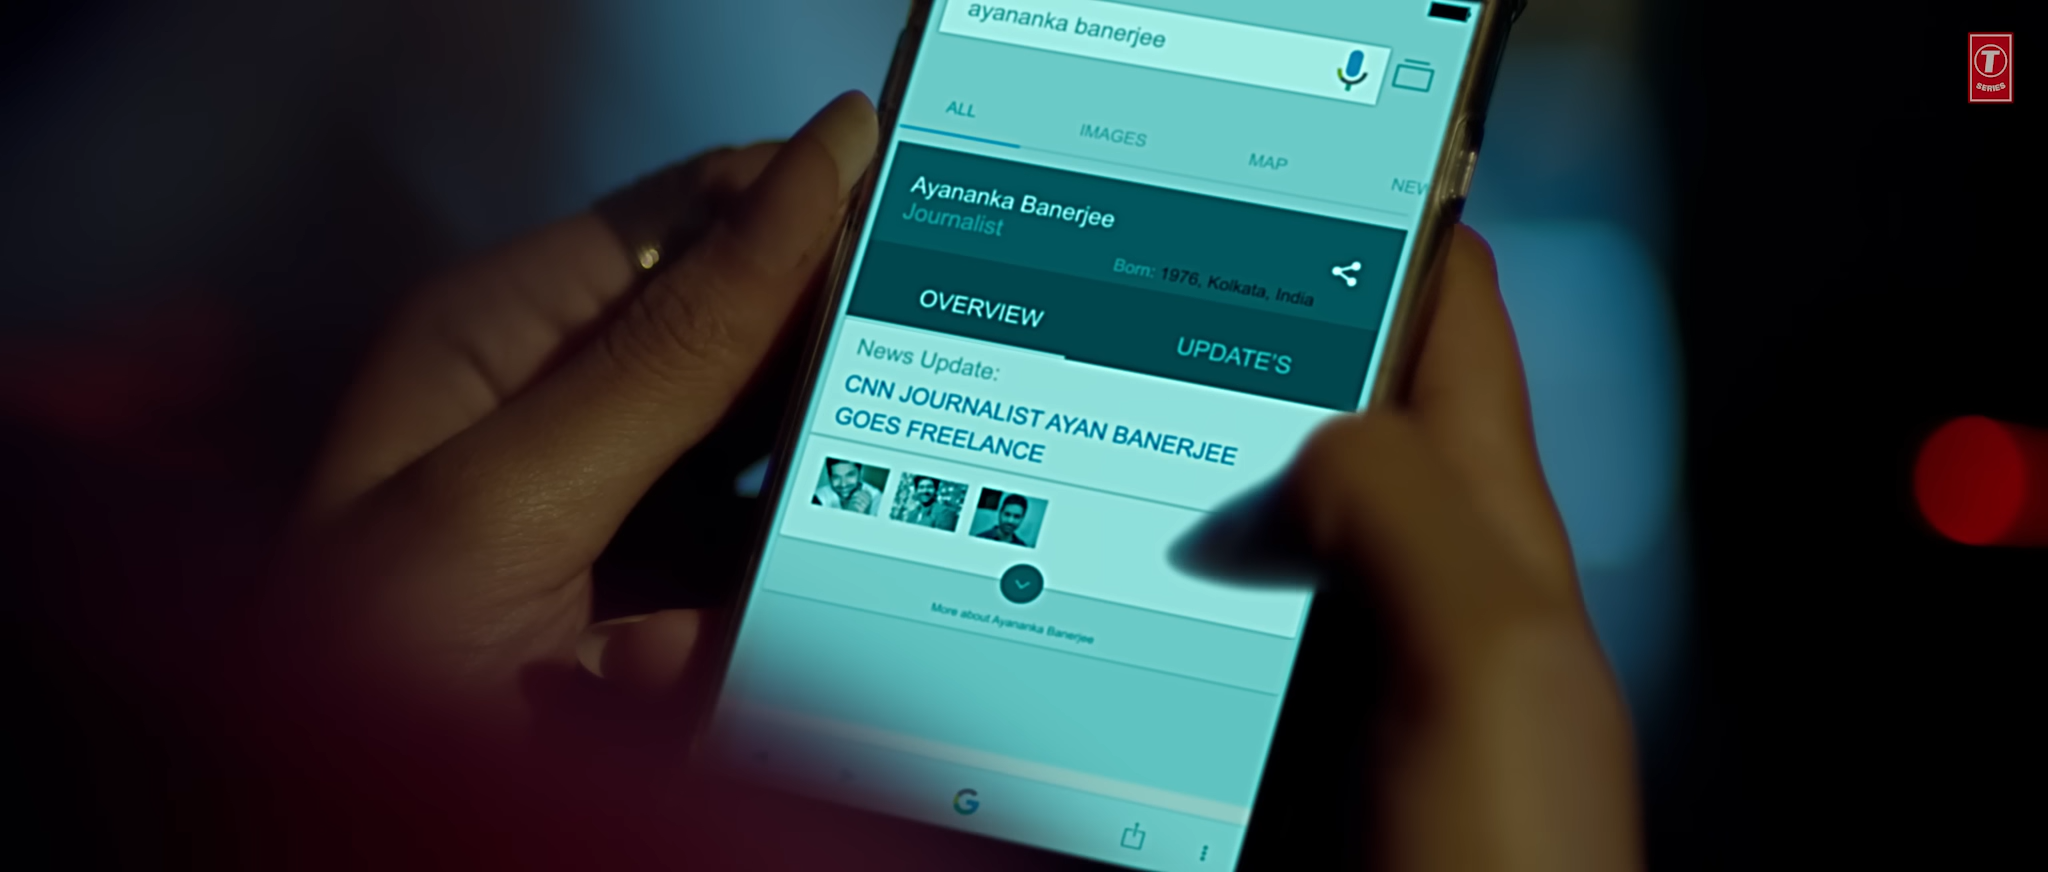 ayananka banerjee
T
SERIES
ALL
IMAGES
MAP
NEW
Ayananka Banerjee
Journalist
Born: 1976, Kolkata, India
OVERVIEW
UPDATE'S
News Update:
CNN JOURNALIST AYAN BANERJEE
GOES FREELANCE
More about Ayananka Banerjee
G